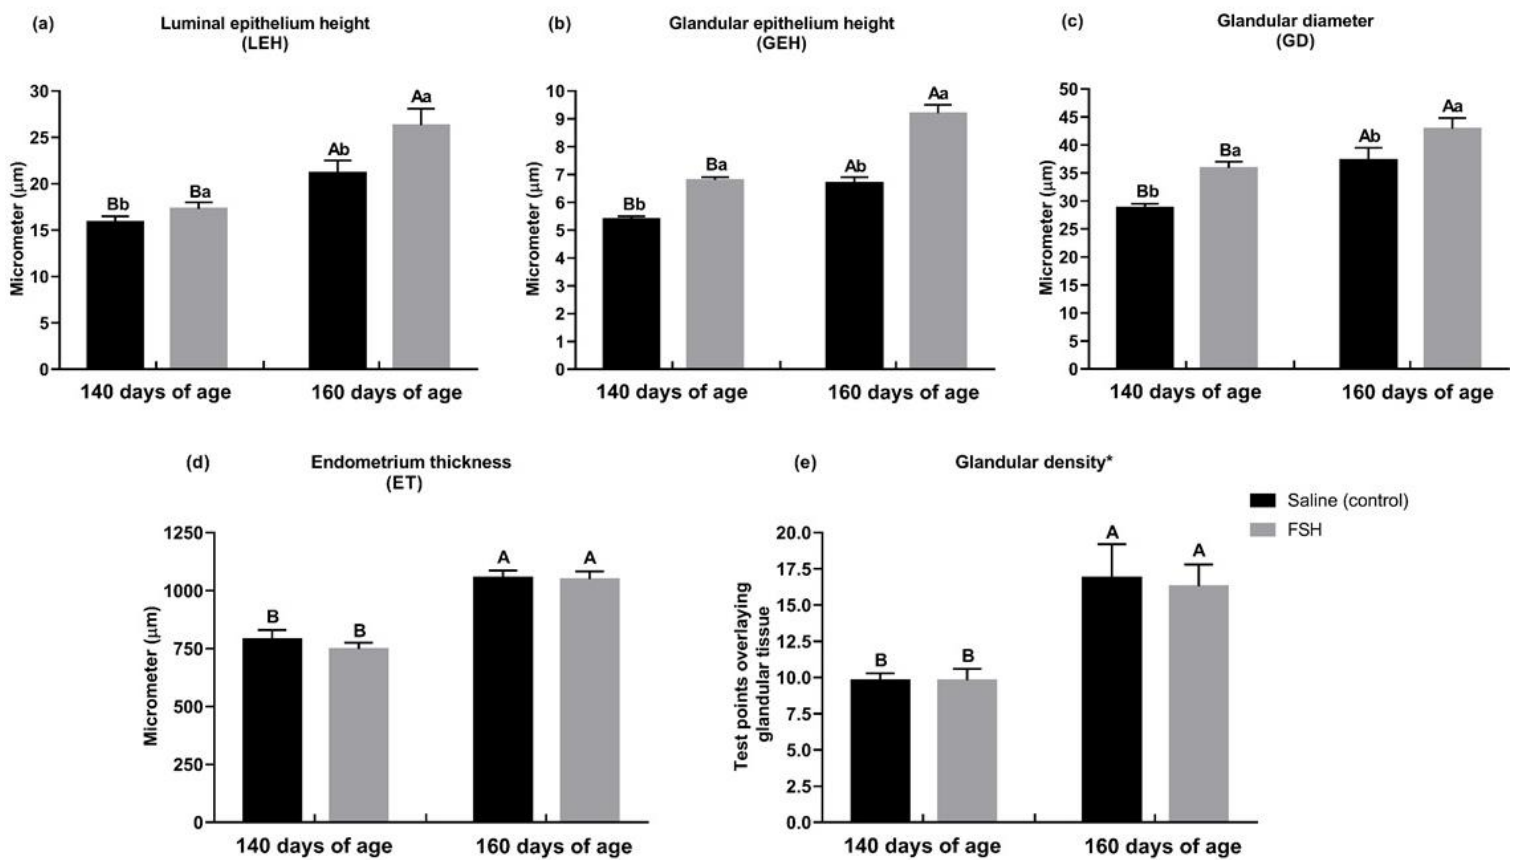 (a) Luminal epithelium height
(LEH)
Micrometer (µm)
30
25
20
15
10
5
0
Bb
Ba
Ab
Aa
140 days of age
160 days of age
(b) Glandular epithelium height
(GEH)
Micrometer (µm)
10
9
8
7
6
5
4
3
2
1
0
Bb
Ba
Ab
Aa
140 days of age
160 days of age
(c) Glandular diameter
(GD)
Micrometer (µm)
50
45
40
35
30
25
20
15
10
5
0
Bb
Ba
Ab
Aa
140 days of age
160 days of age
(d) Endometrium thickness
(ET)
Micrometer (µm)
1250
1000
750
500
250
0
B
B
A
A
140 days of age
160 days of age
(e) Glandular density*
Test points overlaying
glandular tissue
20.0
17.5
15.0
12.5
10.0
7.5
5.0
2.5
0.0
B
B
A
A
140 days of age
160 days of age
Saline (control)
FSH